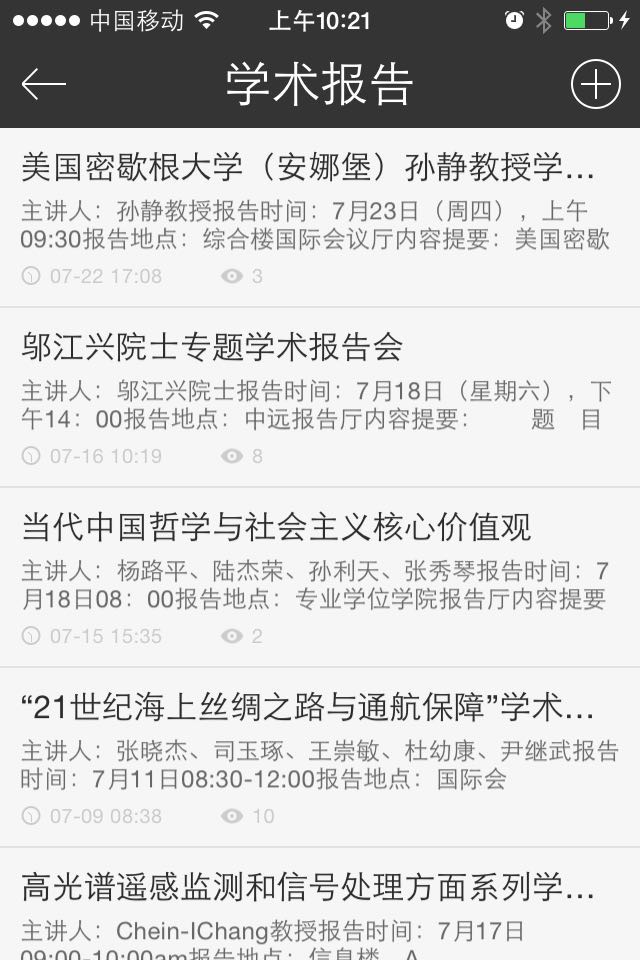 中国移动 上午10:21
学术报告
美国密歇根大学（安娜堡）孙静教授学...
主讲人：孙静教授报告时间：7月23日（周四），上午
09:30报告地点：综合楼国际会议厅内容提要：美国密歇
07-22 17:08 3
邬江兴院士专题学术报告会
主讲人：邬江兴院士报告时间：7月18日（星期六），下
午14：00报告地点：中远报告厅内容提要： 题 目
07-16 10:19 8
当代中国哲学与社会主义核心价值观
主讲人：杨路平、陆杰荣、孙利天、张秀琴报告时间：7
月18日08：00报告地点：专业学位学院报告厅内容提要
07-15 15:35 2
“21世纪海上丝绸之路与通航保障”学术...
主讲人：张晓杰、司玉琢、王崇敏、杜幼康、尹继武报告
时间：7月11日08:30-12:00报告地点：国际会
07-09 08:38 10
高光谱遥感监测和信号处理方面系列学...
主讲人：Chein-IChang教授报告时间：7月17日
09:00-10:00am报告地点：信息楼 A